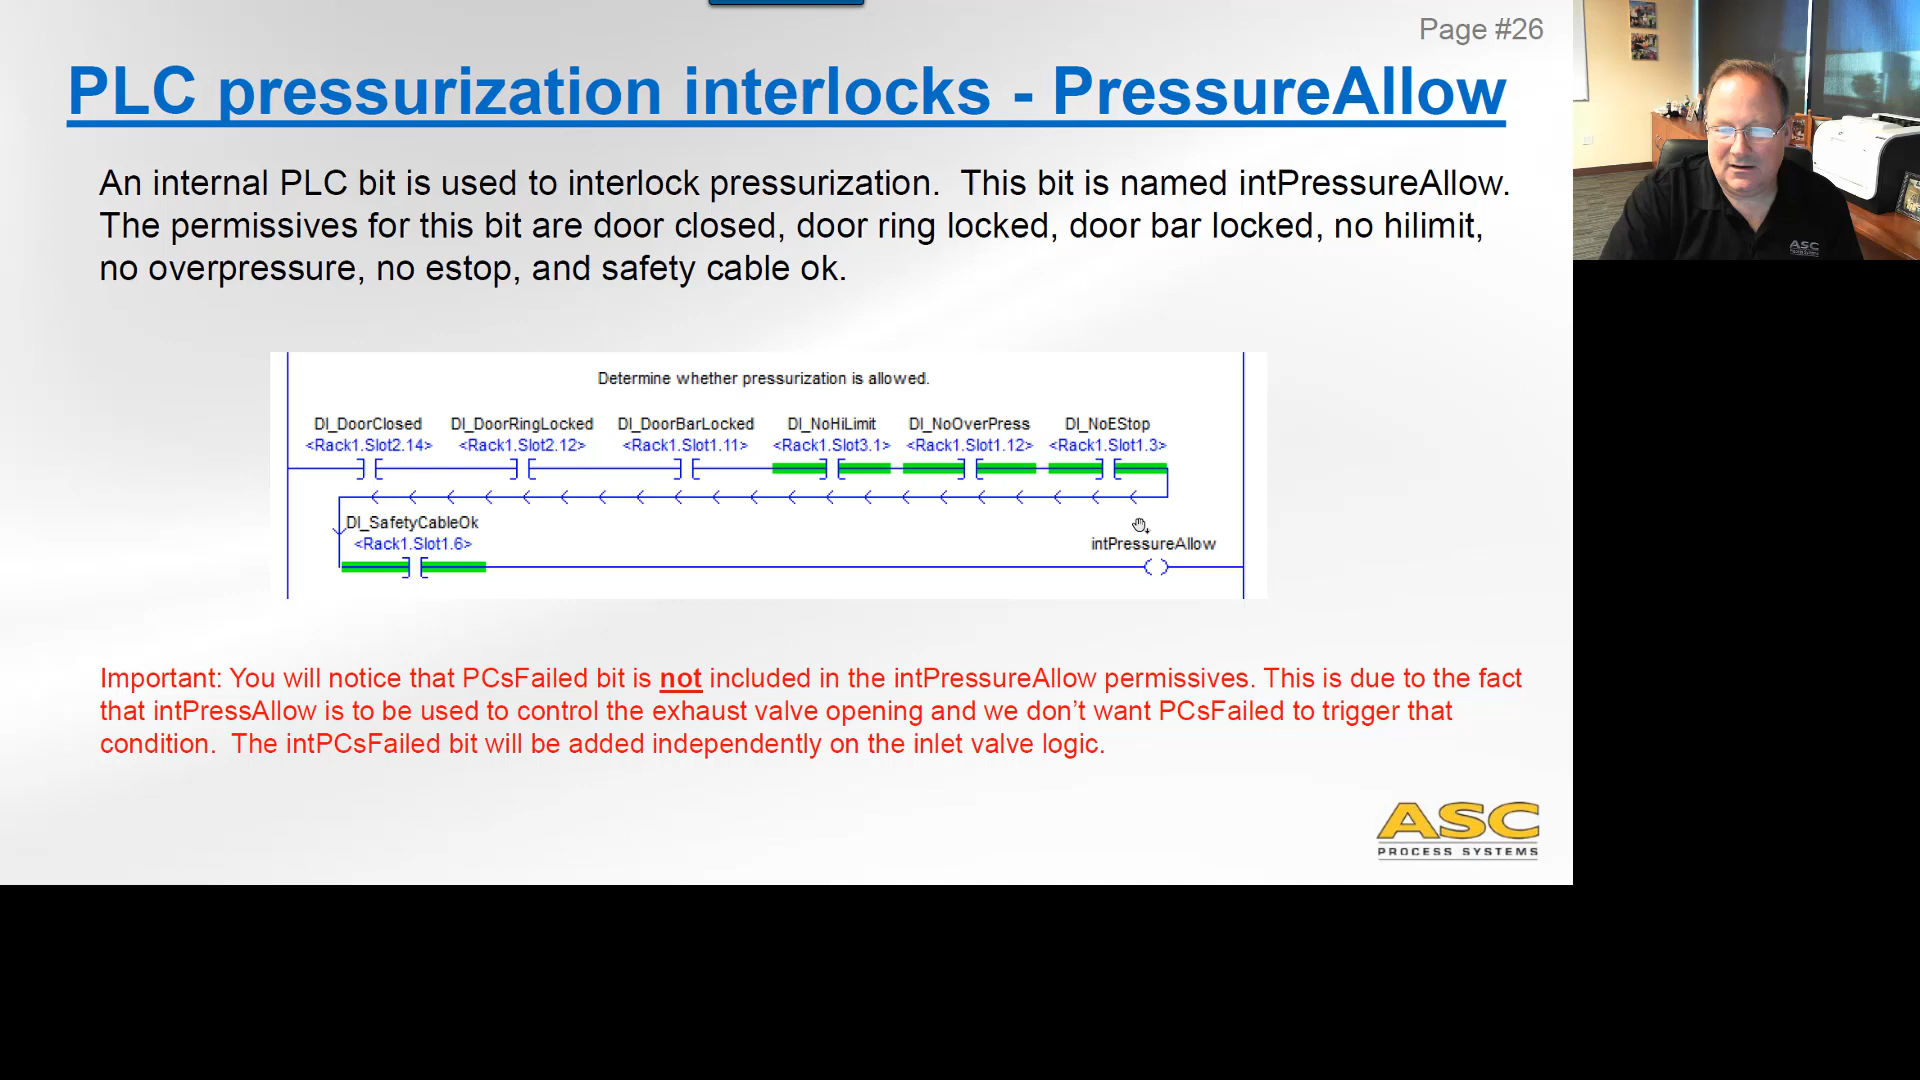 Page #26
PLC pressurization interlocks - PressureAllow
An internal PLC bit is used to interlock pressurization.  This bit is named intPressureAllow.
The permissives for this bit are door closed, door ring locked, door bar locked, no hilimit,
no overpressure, no estop, and safety cable ok.
Determine whether pressurization is allowed.
DI_DoorClosed DI_DoorRingLocked DI_DoorBarLocked DI_NoHiLimit DI_NoOverPress DI_NoEStop
<Rack1.Slot2.14> <Rack1.Slot2.12> <Rack1.Slot1.11> <Rack1.Slot3.1> <Rack1.Slot1.12> <Rack1.Slot1.3>
DI_SafetyCableOk
<Rack1.Slot1.6> intPressureAllow
Important: You will notice that PCsFailed bit is not included in the intPressureAllow permissives. This is due to the fact
that intPressAllow is to be used to control the exhaust valve opening and we don’t want PCsFailed to trigger that
condition.  The intPCsFailed bit will be added independently on the inlet valve logic.
ASC
PROCESS SYSTEMS
ASC